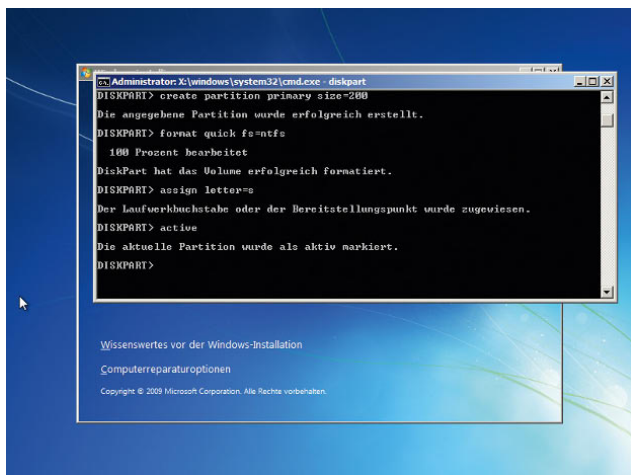 Administrator: X:\windows\system32\cmd.exe - diskpart
DISKPART> create partition primary size=200
Die angegebene Partition wurde erfolgreich erstellt.
DISKPART> format quick fs=ntfs
100 Prozent bearbeitet
DiskPart hat das Volume erfolgreich formatiert.
DISKPART> assign letter=s
Der Laufwerkbuchstabe oder der Bereitstellungspunkt wurde zugewiesen.
DISKPART> active
Die aktuelle Partition wurde als aktiv markiert.
DISKPART>
Wissenswertes vor der Windows-Installation
Computerreparaturoptionen
Copyright © 2009 Microsoft Corporation. Alle Rechte vorbehalten.